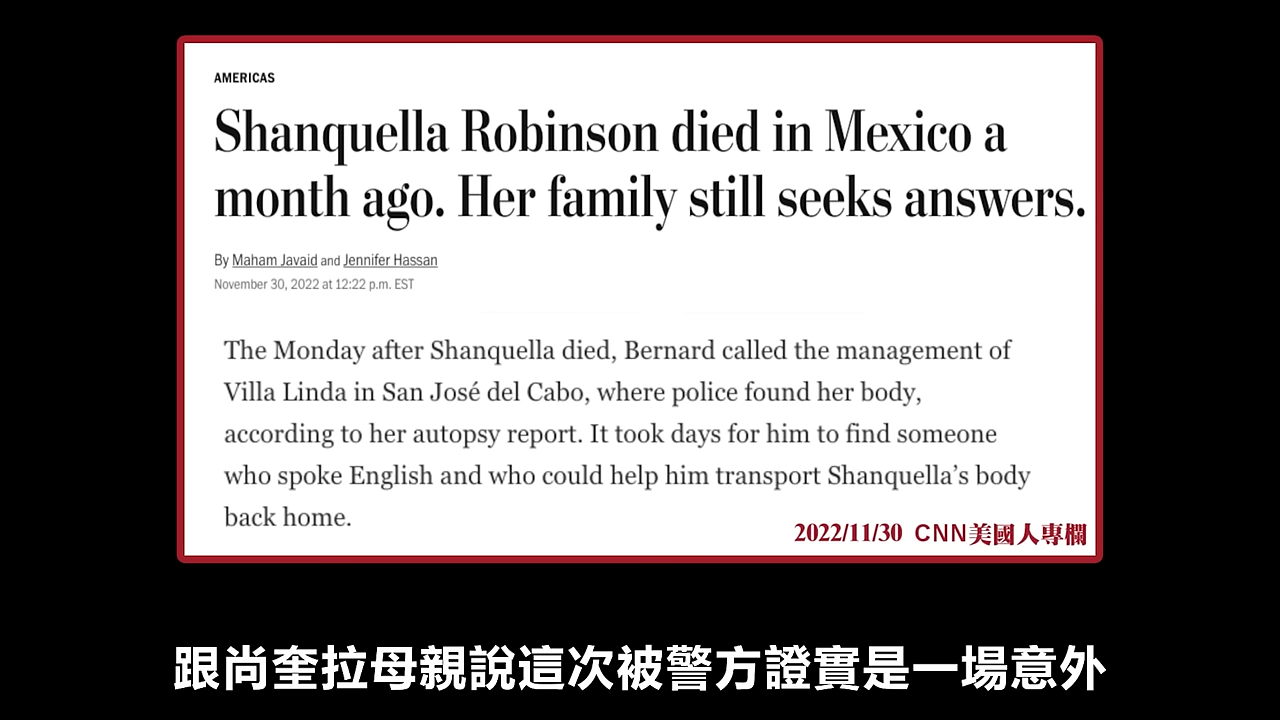 AMERICAS
Shanquella Robinson died in Mexico a
month ago. Her family still seeks answers.
By Maham Javaid and Jennifer Hassan
November 30, 2022 at 12:22 p.m. EST
The Monday after Shanquella died, Bernard called the management of
Villa Linda in San José del Cabo, where police found her body,
according to her autopsy report. It took days for him to find someone
who spoke English and who could help him transport Shanquella’s body
back home.
2022/11/30 CNN美國人專欄
跟尚奎拉母親說這次被警方證實是一場意外